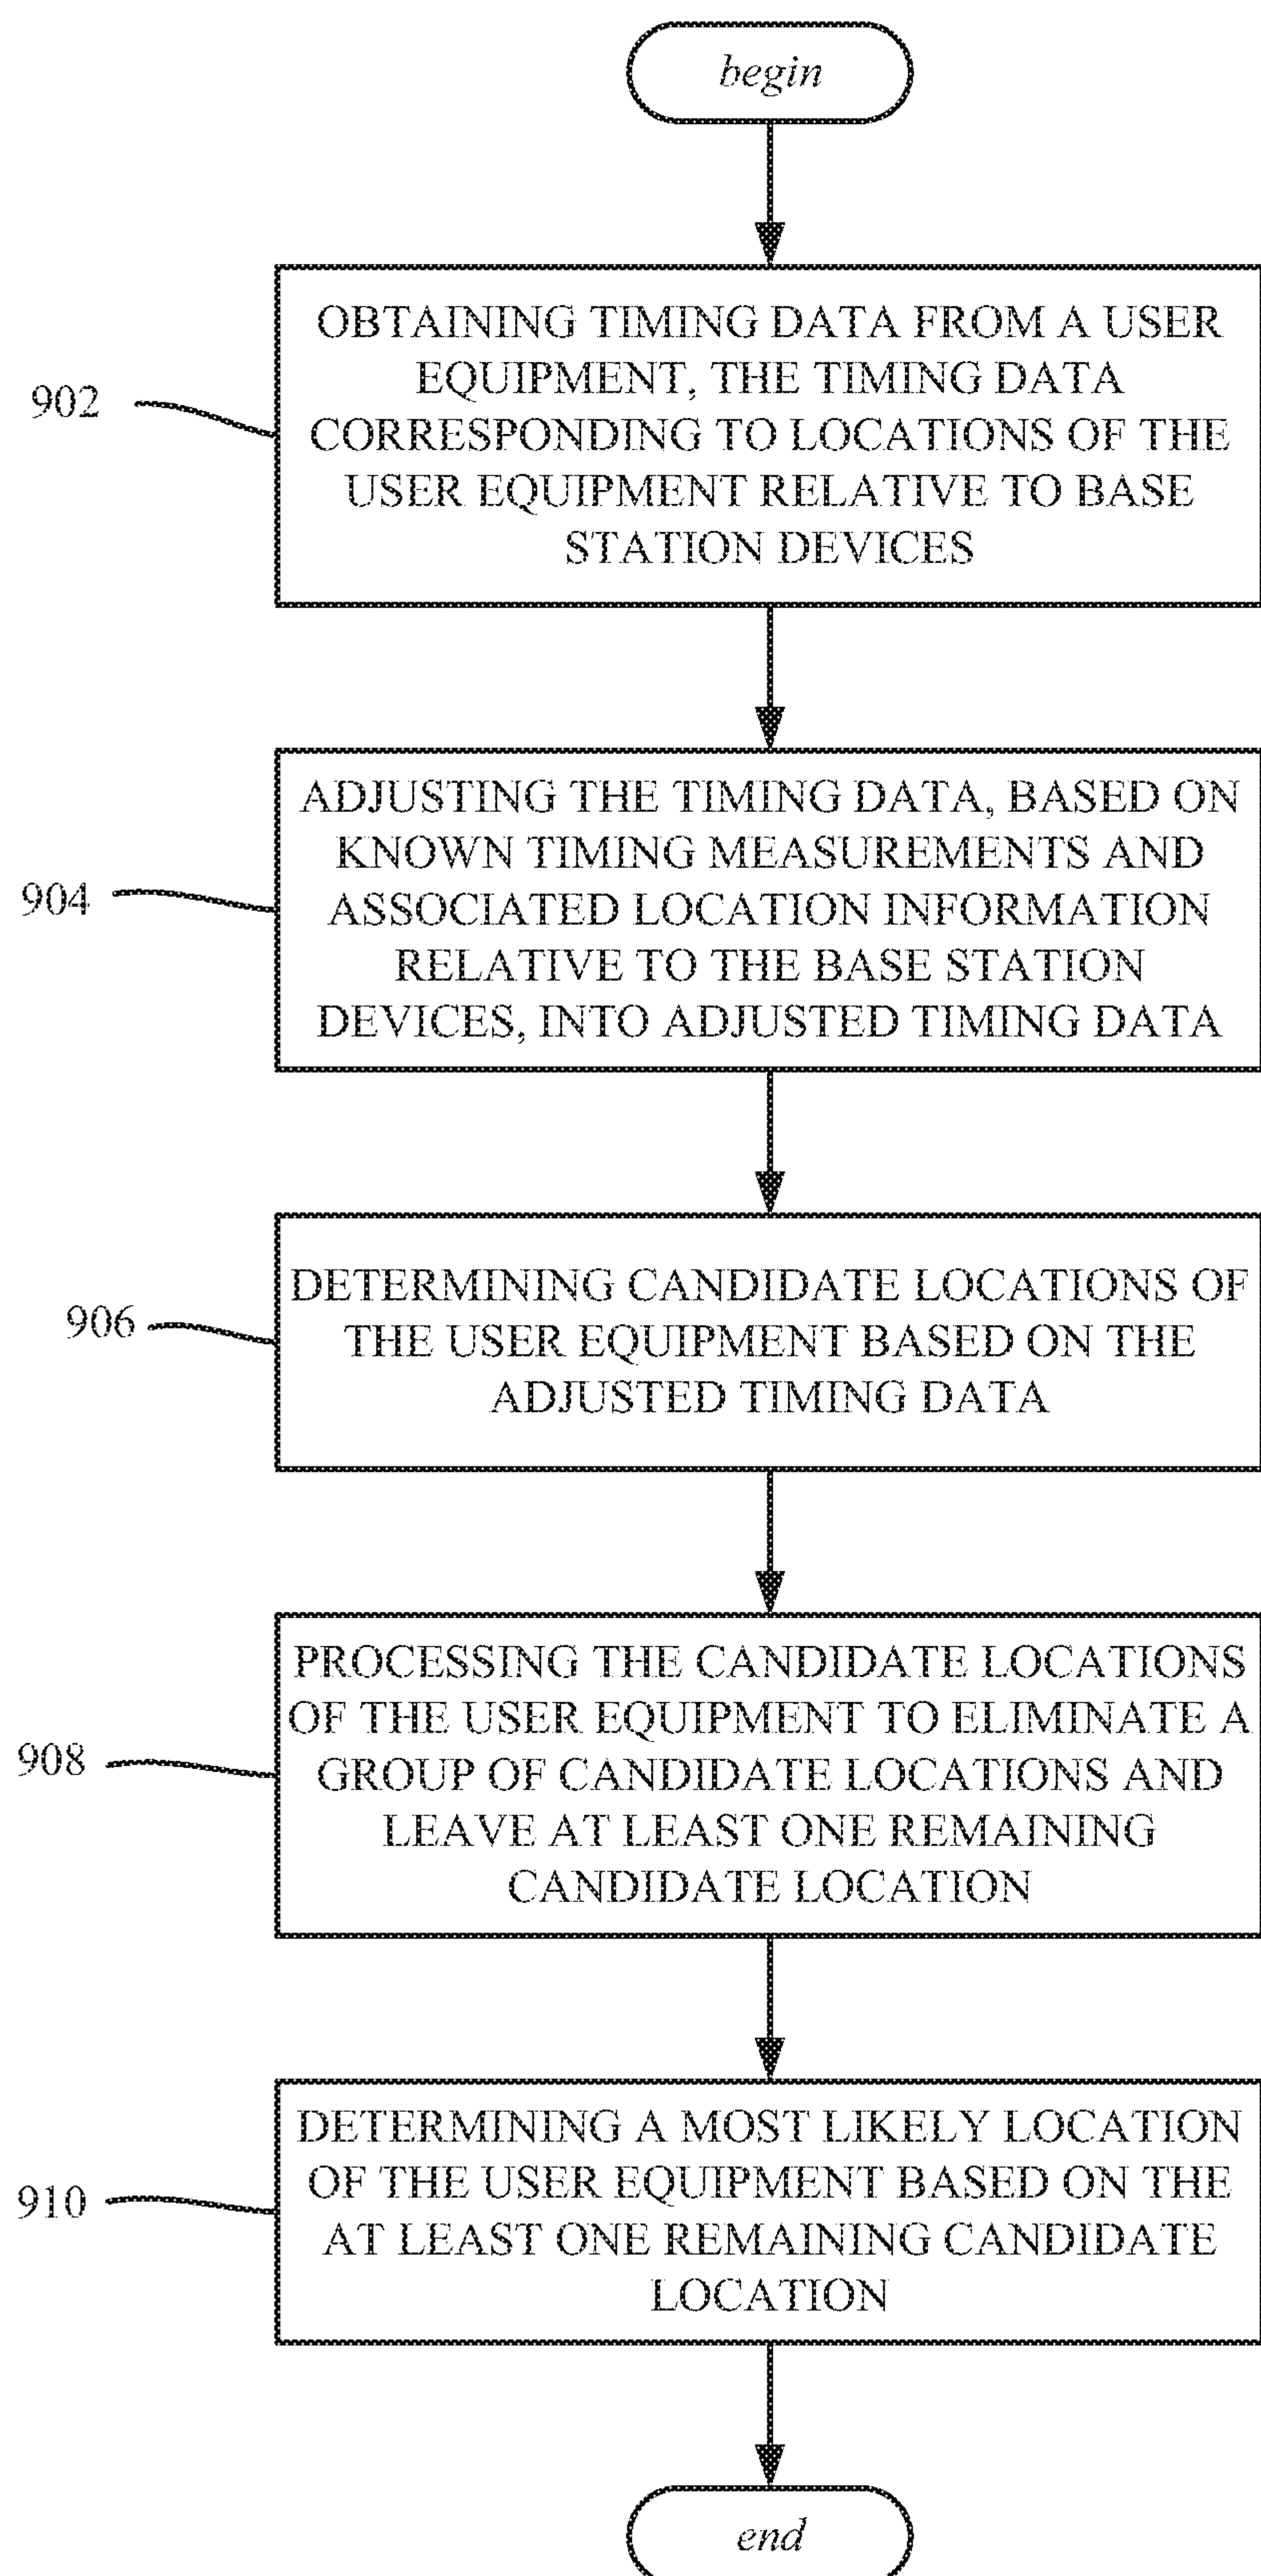 begin
902
OBTAINING TIMING DATA FROM A USER
EQUIPMENT, THE TIMING DATA
CORRESPONDING TO LOCATIONS OF THE
USER EQUIPMENT RELATIVE TO BASE
STATION DEVICES
904
ADJUSTING THE TIMING DATA, BASED ON
KNOWN TIMING MEASUREMENTS AND
ASSOCIATED LOCATION INFORMATION
RELATIVE TO THE BASE STATION
DEVICES, INTO ADJUSTED TIMING DATA
906
DETERMINING CANDIDATE LOCATIONS OF
THE USER EQUIPMENT BASED ON THE
ADJUSTED TIMING DATA
908
PROCESSING THE CANDIDATE LOCATIONS
OF THE USER EQUIPMENT TO ELIMINATE A
GROUP OF CANDIDATE LOCATIONS AND
LEAVE AT LEAST ONE REMAINING
CANDIDATE LOCATION
910
DETERMINING A MOST LIKELY LOCATION
OF THE USER EQUIPMENT BASED ON THE
AT LEAST ONE REMAINING CANDIDATE
LOCATION
end